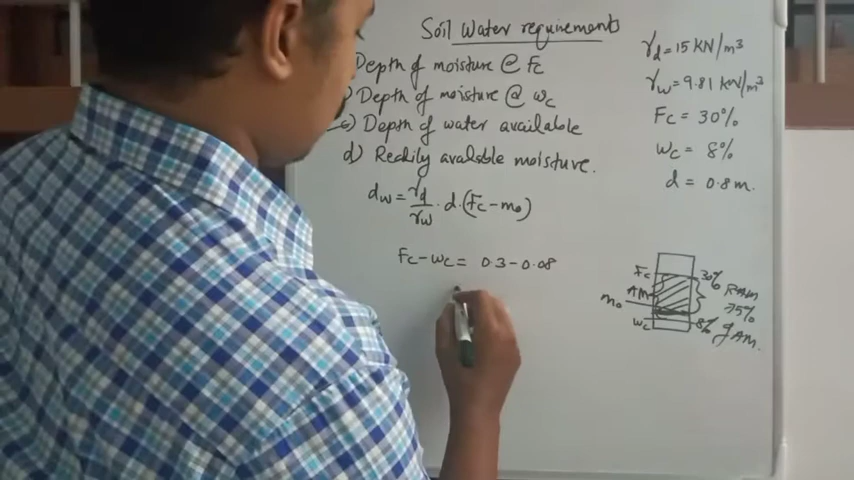 Soil Water requirements
Depth of moisture @ Fc
) Depth of moisture @ wc
c) Depth of water available
d) Readily avalable moisture.
dw = γd/γw · d · (Fc - mo)
Fc - wc = 0.3 - 0.08
γd = 15 KN/m³
γw = 9.81 KN/m³
Fc = 30%
wc = 8%
d = 0.8 m.
Fc 30%
AM RAM
mo 75%
wc 8% of AM.